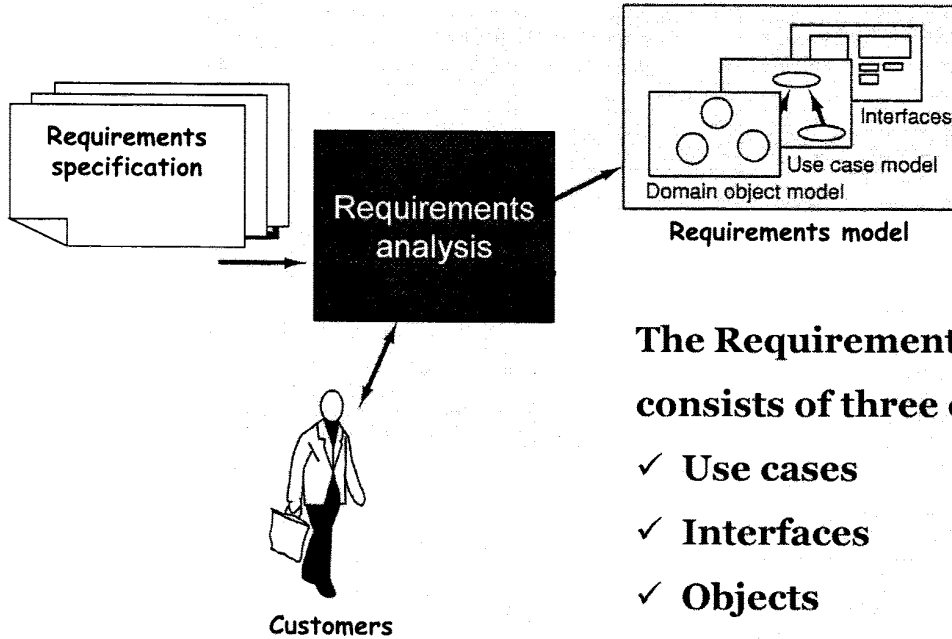 Requirements
specification
Requirements
analysis
Interfaces
Use case model
Domain object model
Requirements model
Customers
The Requirement
consists of three
✓ Use cases
✓ Interfaces
✓ Objects